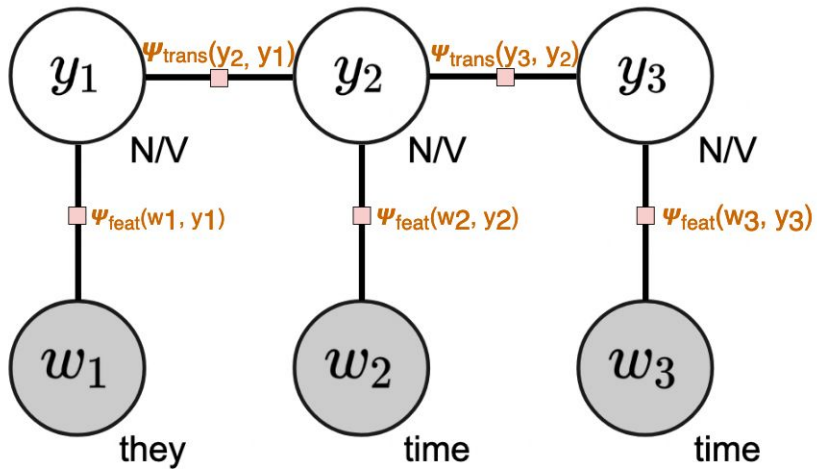 Ψtrans(y2, y1) Ψtrans(y3, y2)
y1 y2 y3
N/V N/V N/V
Ψfeat(w1, y1) Ψfeat(w2, y2) Ψfeat(w3, y3)
w1 w2 w3
they time time